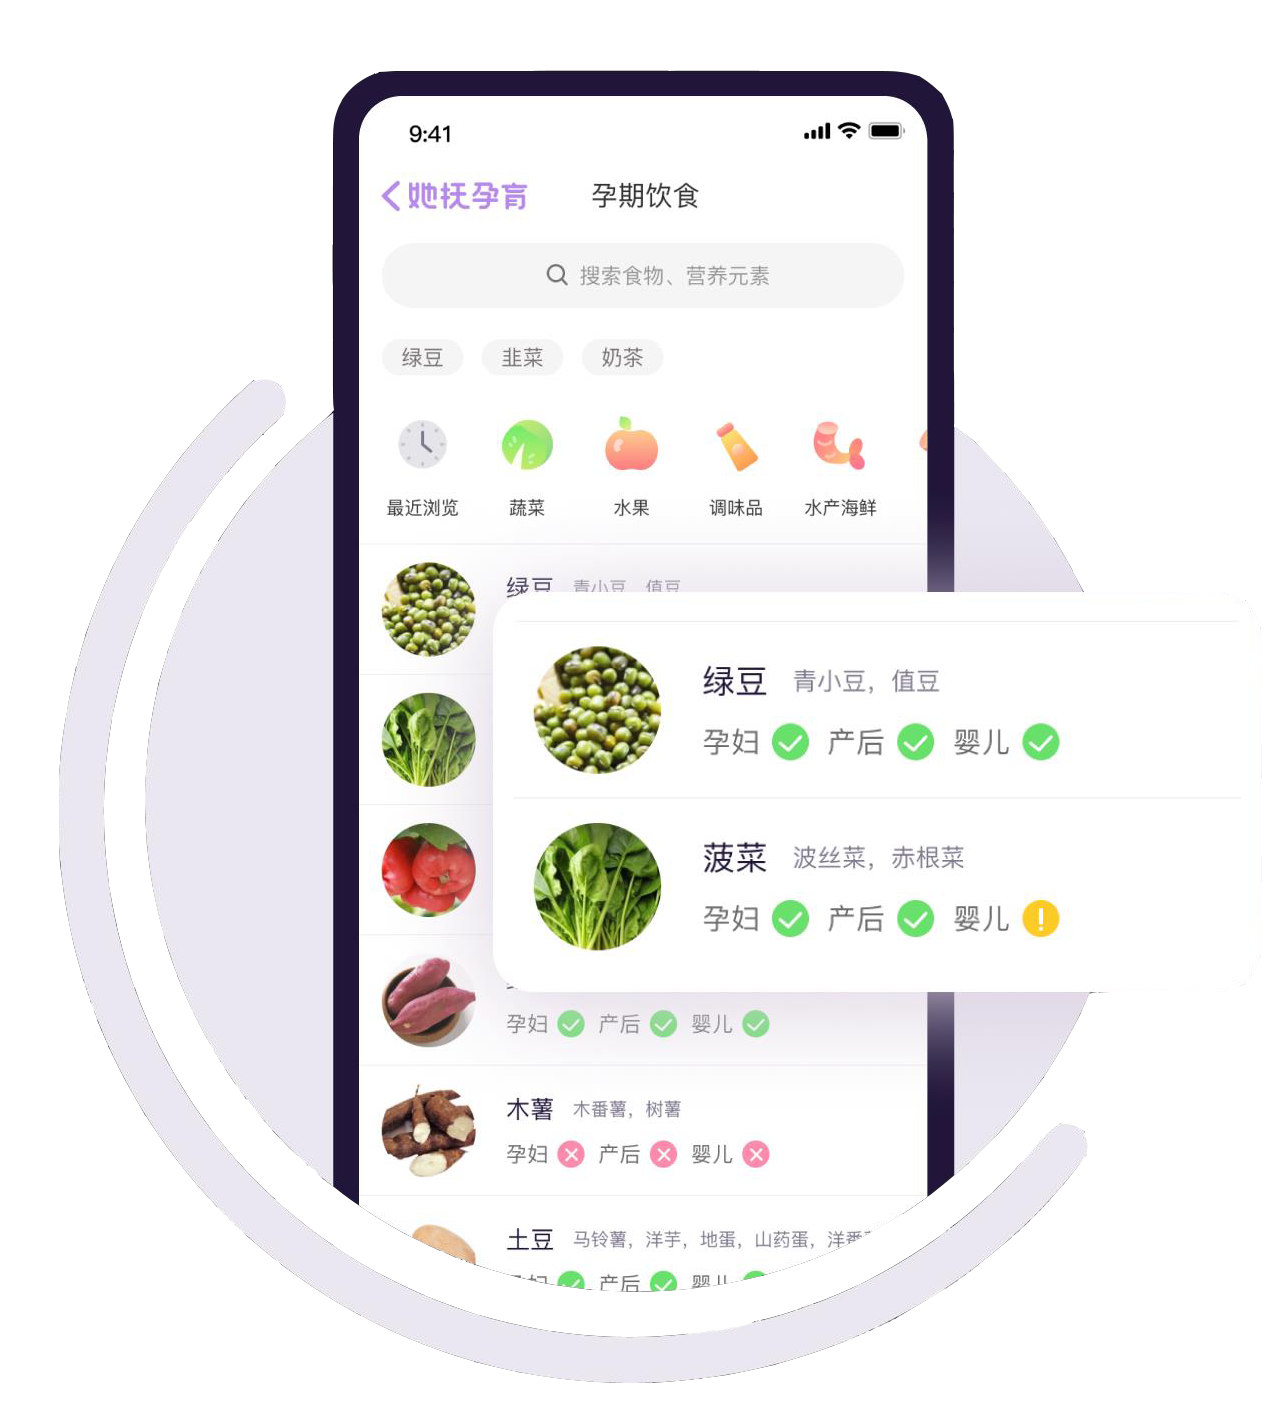 9:41
她抚孕育 孕期饮食
搜索食物、营养元素
绿豆 韭菜 奶茶
最近浏览 蔬菜 水果 调味品 水产海鲜
绿豆 青小豆 值豆
绿豆 青小豆，值豆
孕妇 产后 婴儿
菠菜 波丝菜，赤根菜
孕妇 产后 婴儿
孕妇 产后 婴儿
木薯 木番薯，树薯
孕妇 产后 婴儿
土豆 马铃薯，洋芋，地蛋，山药蛋，洋番
孕妇 产后 婴儿